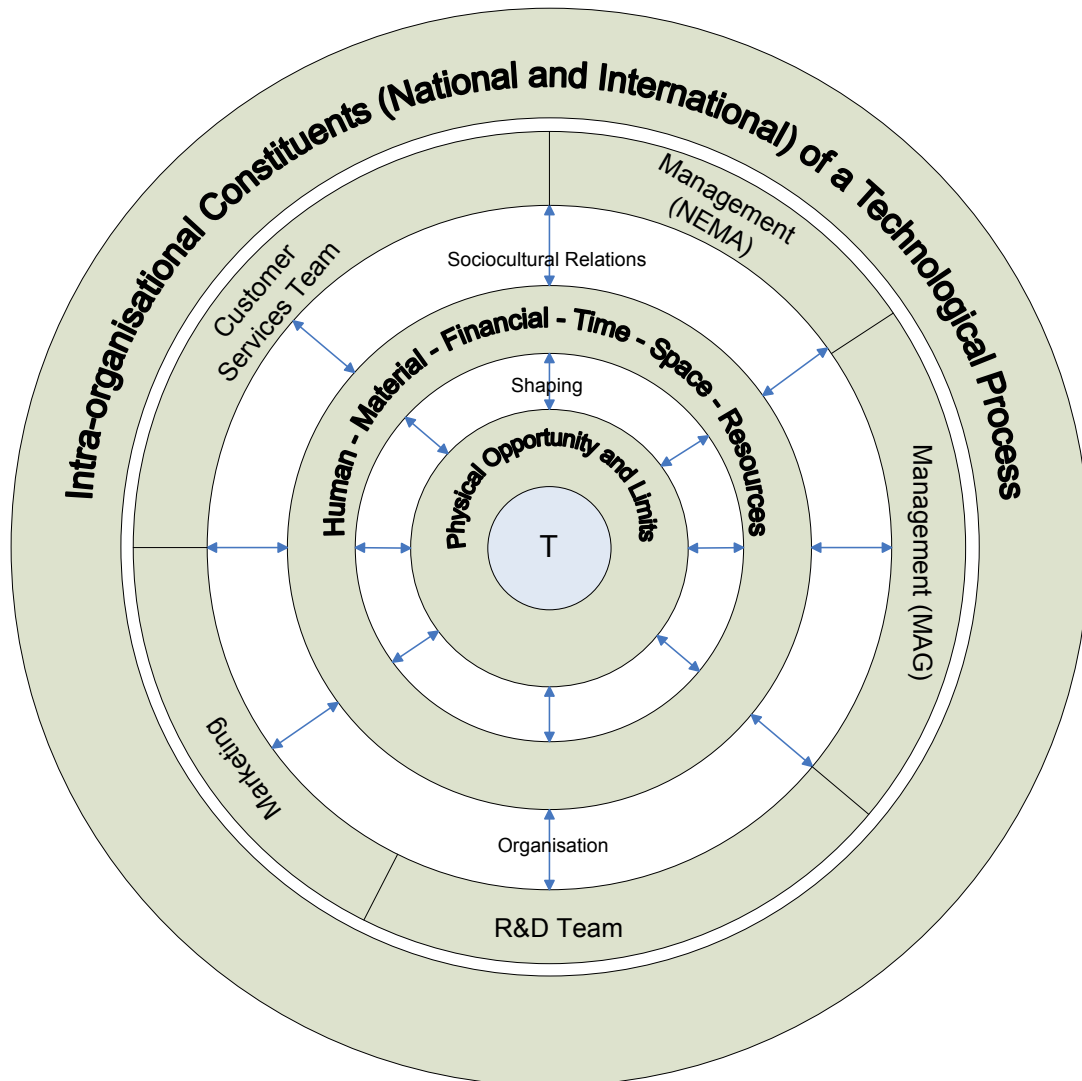 Intra-organisational Constituents (National and International) of a Technological Process
Management
(NEMA)
Customer
Services Team
Sociocultural Relations
Human - Material - Financial - Time - Space - Resources
Shaping
Physical Opportunity and Limits
T
Management (MAG)
Marketing
Organisation
R&D Team